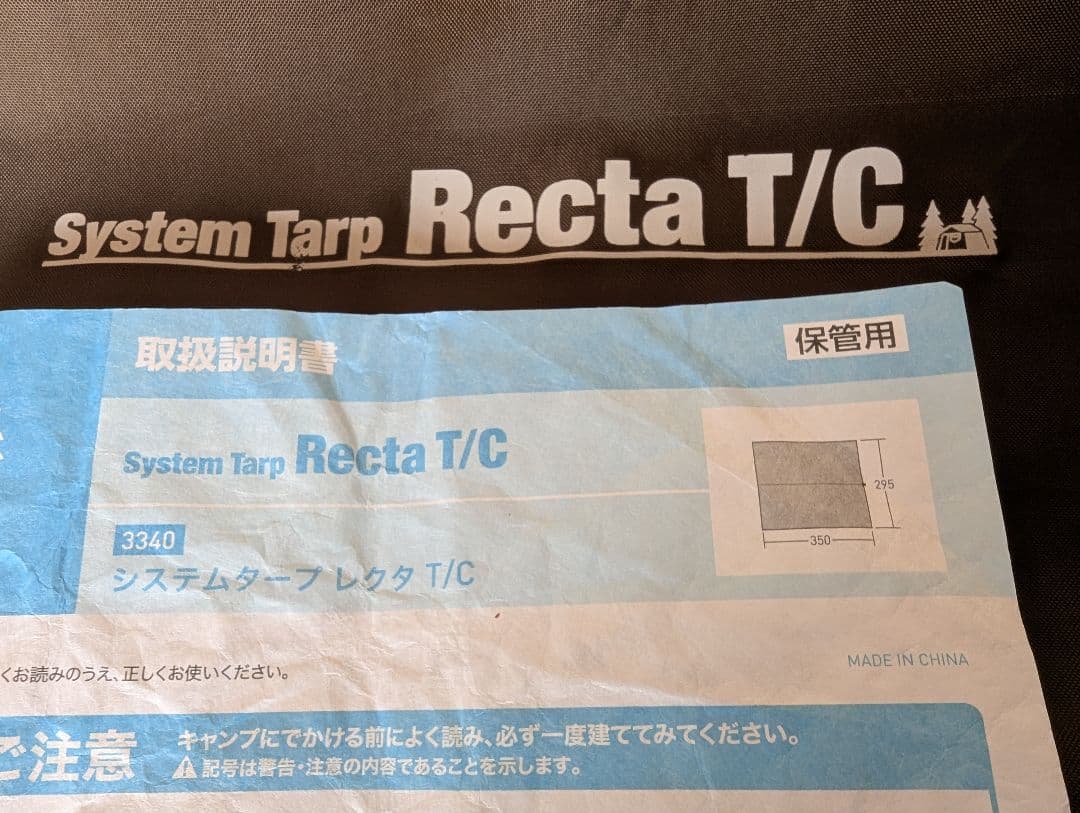 System Tarp Recta T/C
取扱説明書
保管用
System Tarp Recta T/C
295
350
3340
システムタープ レクタ T/C
くお読みのうえ、正しくお使いください。
MADE IN CHINA
ご注意
キャンプにでかける前によく読み、必ず一度建ててみてください。
記号は警告・注意の内容であることを示します。